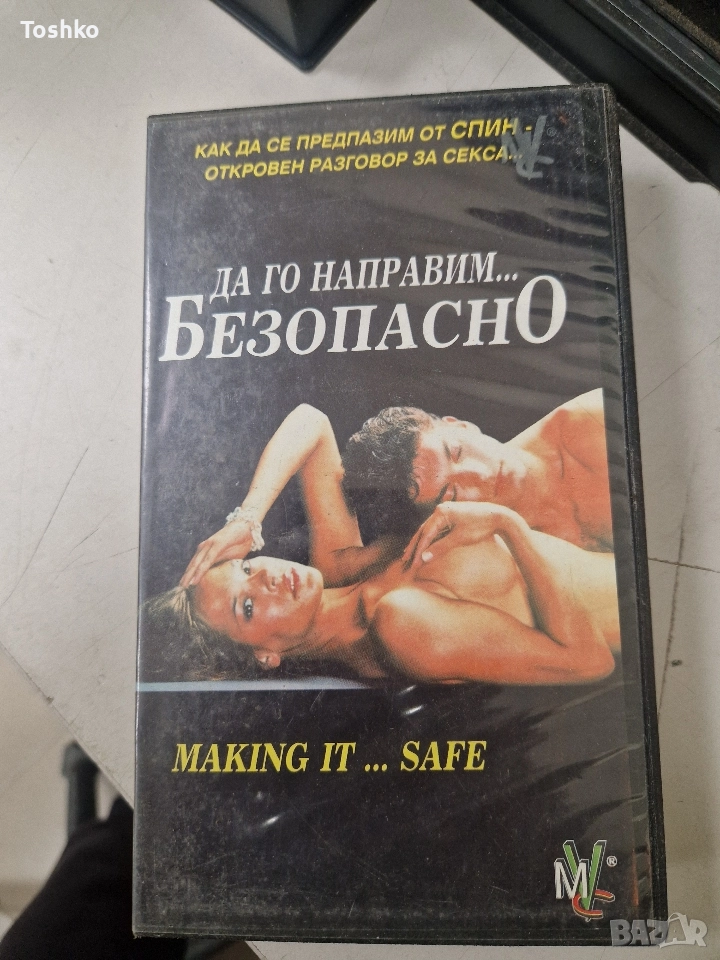 Toshko
КАК ДА СЕ ПРЕДПАЗИМ ОТ СПИН -
ОТКРОВЕН РАЗГОВОР ЗА СЕКСА...
ДА ГО НАПРАВИМ...
БЕЗОПАСНО
MAKING IT ... SAFE
MVC®
BAZAR